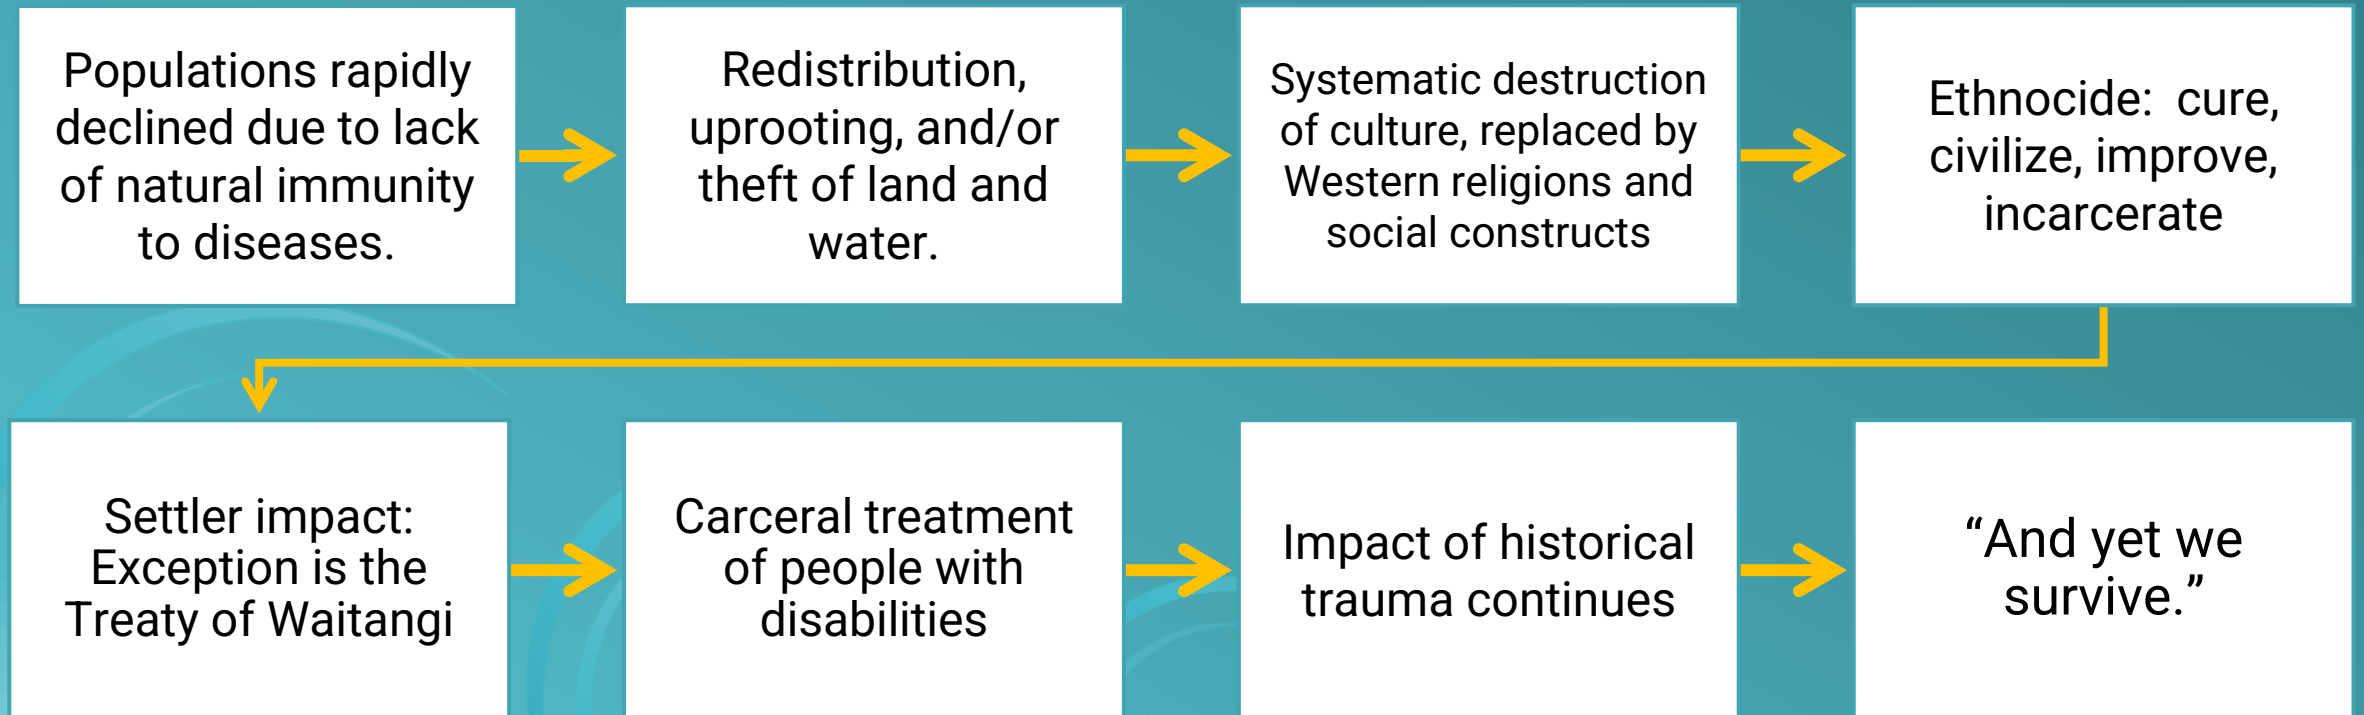 Populations rapidly
declined due to lack
of natural immunity
to diseases.
Redistribution,
uprooting, and/or
theft of land and
water.
Systematic destruction
of culture, replaced by
Western religions and
social constructs
Ethnocide:  cure,
civilize, improve,
incarcerate
Settler impact:
Exception is the
Treaty of Waitangi
Carceral treatment
of people with
disabilities
Impact of historical
trauma continues
“And yet we
survive.”